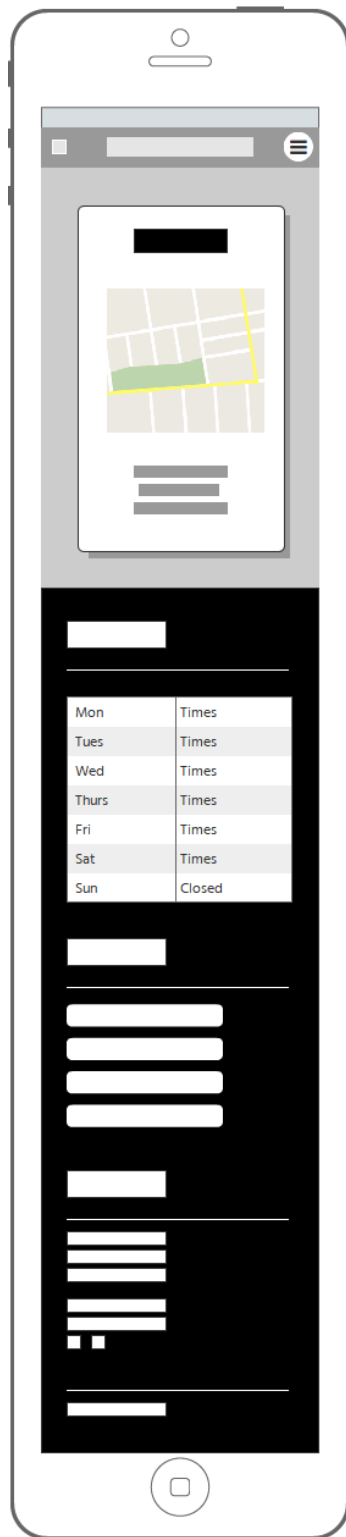 Mon Times
Tues Times
Wed Times
Thurs Times
Fri Times
Sat Times
Sun Closed